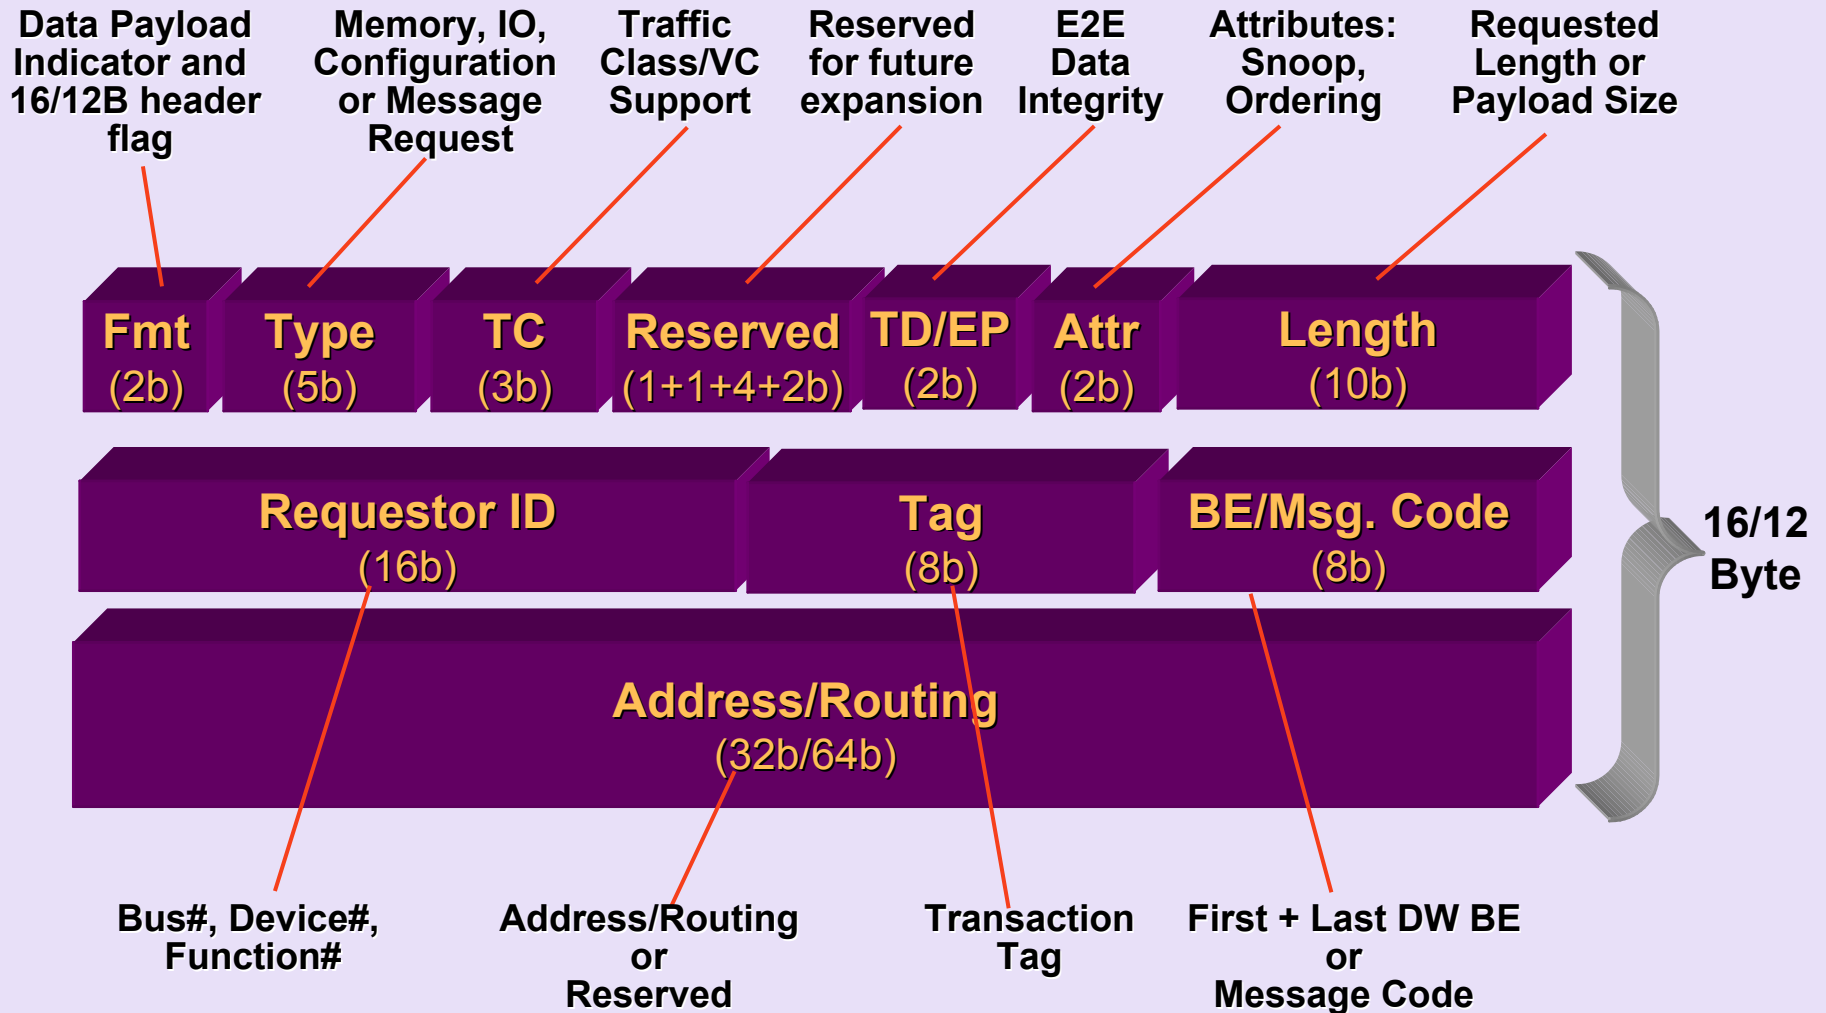 Data Payload
Indicator and
16/12B header
flag
Memory, IO,
Configuration
or Message
Request
Traffic
Class/VC
Support
Reserved
for future
expansion
E2E
Data
Integrity
Attributes:
Snoop,
Ordering
Requested
Length or
Payload Size
Fmt
(2b)
Type
(5b)
TC
(3b)
Reserved
(1+1+4+2b)
TD/EP
(2b)
Attr
(2b)
Length
(10b)
Requestor ID
(16b)
Tag
(8b)
BE/Msg. Code
(8b)
16/12
Byte
Address/Routing
(32b/64b)
Bus#, Device#,
Function#
Address/Routing
or
Reserved
Transaction
Tag
First + Last DW BE
or
Message Code